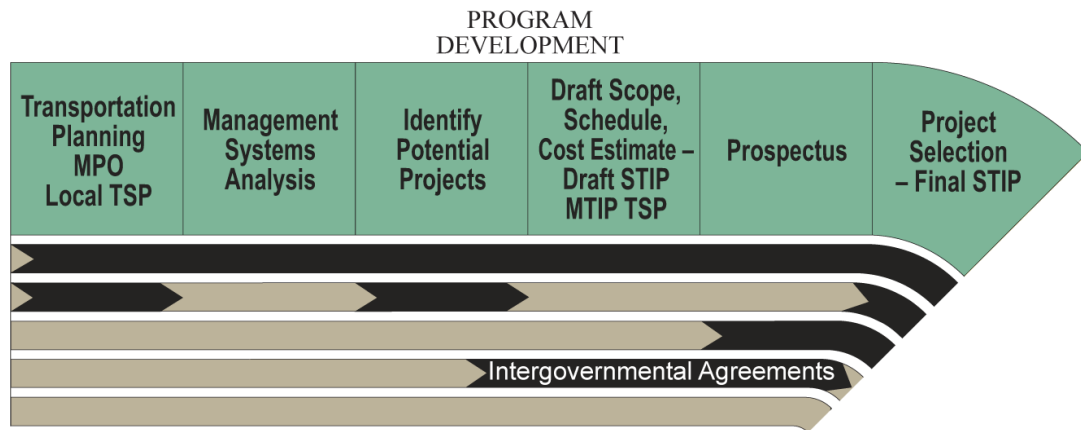 PROGRAM
DEVELOPMENT
Transportation
Planning
MPO
Local TSP
Management
Systems
Analysis
Identify
Potential
Projects
Draft Scope,
Schedule,
Cost Estimate –
Draft STIP
MTIP TSP
Prospectus
Project
Selection
– Final STIP
Intergovernmental Agreements